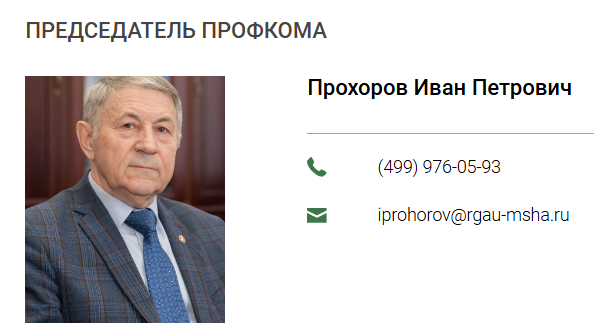 ПРЕДСЕДАТЕЛЬ ПРОФКОМА
Прохоров Иван Петрович
(499) 976-05-93
iprohorov@rgau-msha.ru